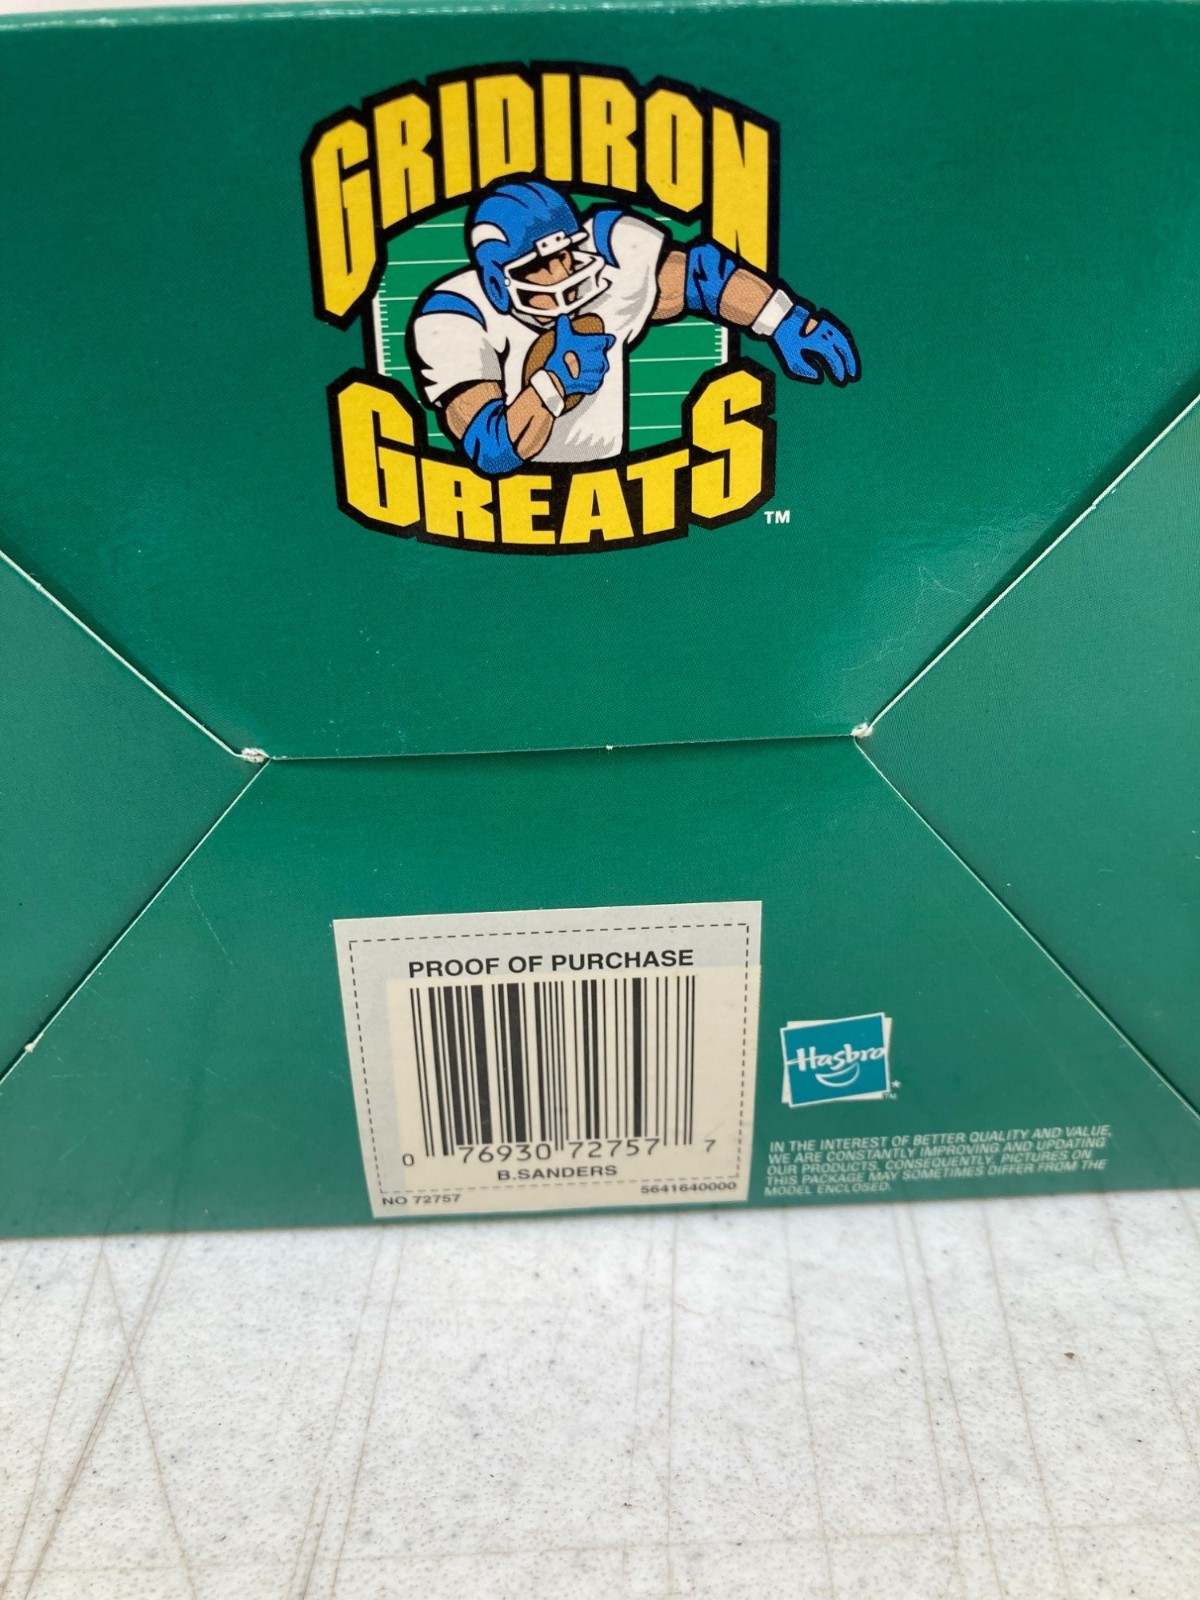 GRIDIRON
GREATS
TM
PROOF OF PURCHASE
0 76930 72757 7
B.SANDERS
NO 72757 5641640000
Hasbro
TM
*
IN THE INTEREST OF BETTER QUALITY AND VALUE,
WE ARE CONSTANTLY IMPROVING AND UPDATING
OUR PRODUCTS. CONSEQUENTLY, PICTURES ON
THIS PACKAGE MAY SOMETIMES DIFFER FROM THE
MODEL ENCLOSED.